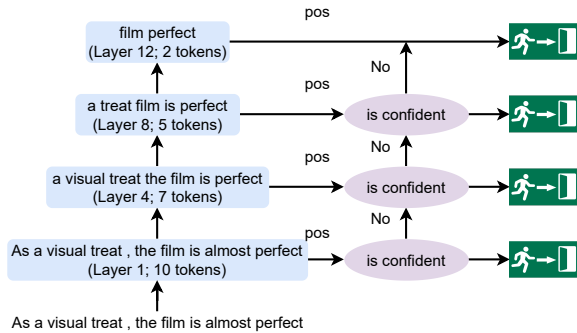 pos
film perfect
(Layer 12; 2 tokens)
No
pos
a treat film is perfect
(Layer 8; 5 tokens)
is confident
No
pos
a visual treat the film is perfect
(Layer 4; 7 tokens)
is confident
No
pos
As a visual treat , the film is almost perfect
(Layer 1; 10 tokens)
is confident
As a visual treat , the film is almost perfect